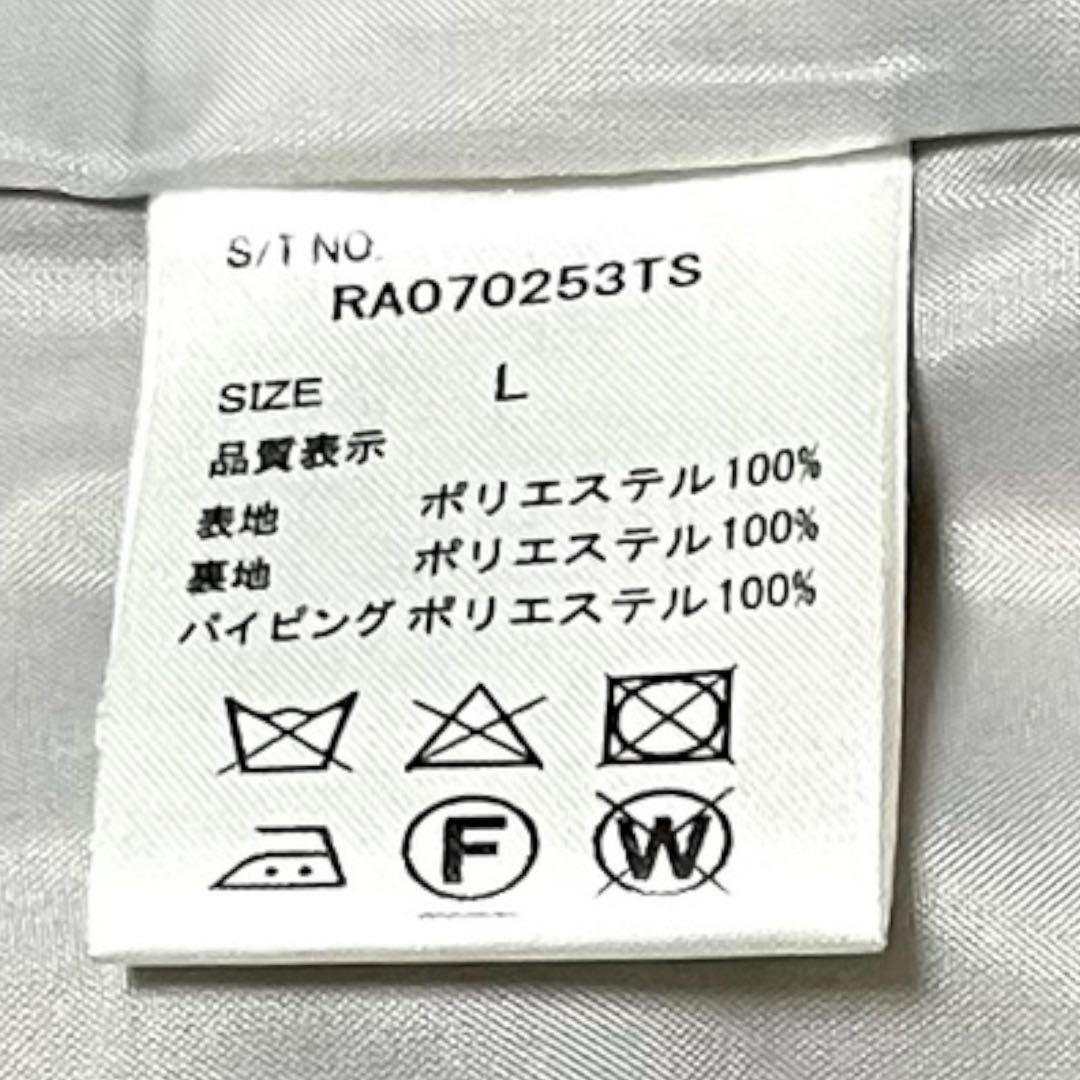 S/T NO.
RA070253TS
SIZE L
品質表示
表地 ポリエステル100%
裏地 ポリエステル100%
パイピング ポリエステル100%
F W